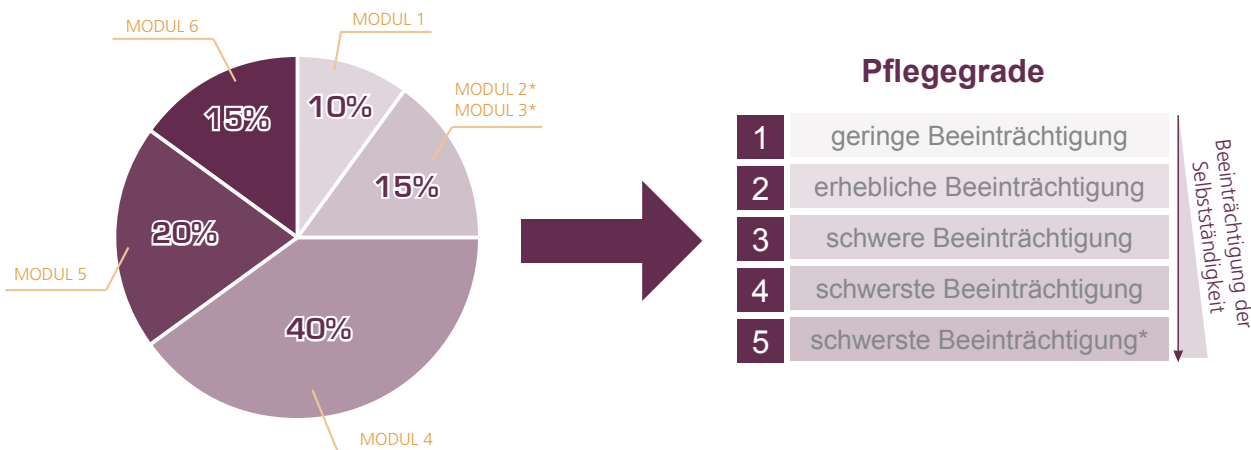 MODUL 6
MODUL 1
MODUL 2*
MODUL 3*
15%
10%
15%
20%
40%
MODUL 5
MODUL 4
Pflegegrade
1 geringe Beeinträchtigung
2 erhebliche Beeinträchtigung
3 schwere Beeinträchtigung
4 schwerste Beeinträchtigung
5 schwerste Beeinträchtigung*
Beeinträchtigung der
Selbstständigkeit